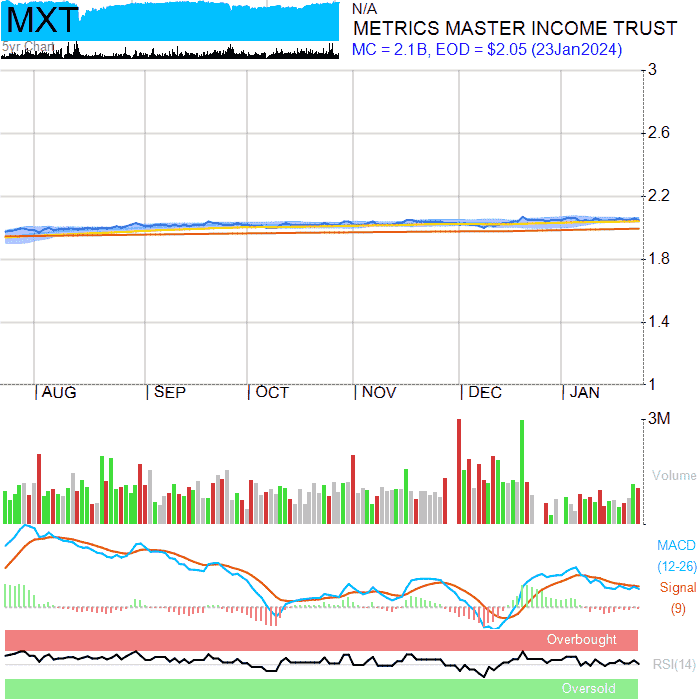 MXT
5yr Chart
N/A
METRICS MASTER INCOME TRUST
MC = 2.1B, EOD = $2.05 (23Jan2024)
3
2.6
2.2
1.8
1.4
1
AUG SEP OCT NOV DEC JAN
3M
Volume
MACD
(12-26)
Signal
(9)
Overbought
RSI(14)
Oversold